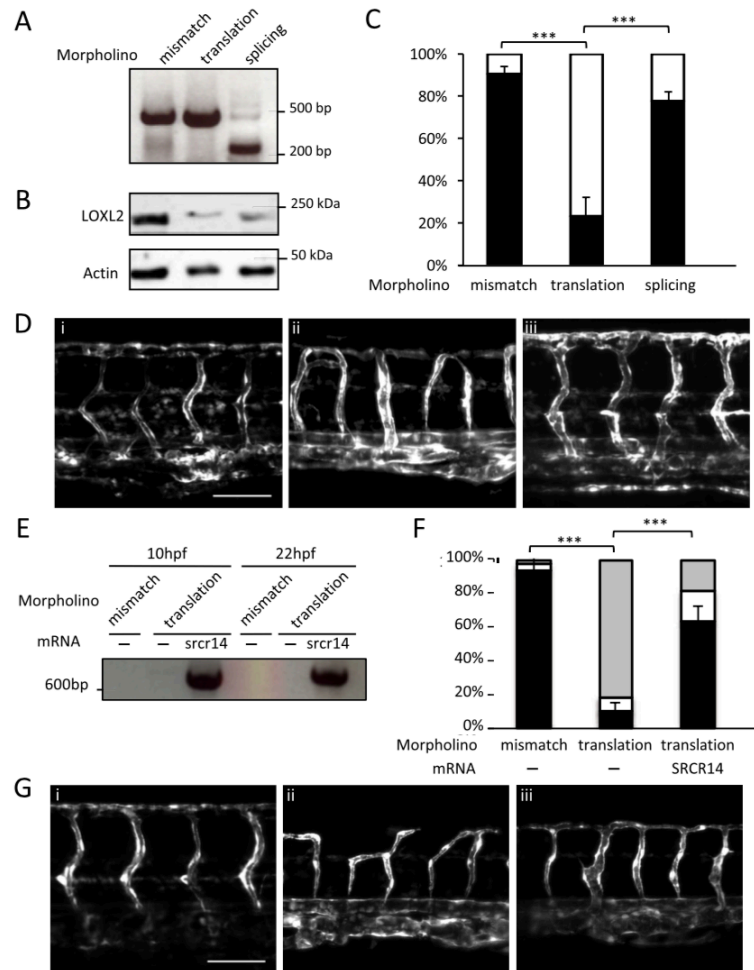 A
Morpholino mismatch translation splicing
500 bp
200 bp
B
LOXL2
250 kDa
50 kDa
Actin
C
*** ***
100%
80%
60%
40%
20%
0%
Morpholino mismatch translation splicing
D
i ii iii
E
10hpf 22hpf
Morpholino mismatch translation mismatch translation
mRNA – – srcr14 – – srcr14
600bp
F
*** ***
100%
80%
60%
40%
20%
0%
Morpholino mismatch translation translation
mRNA – – SRCR14
G
i ii iii